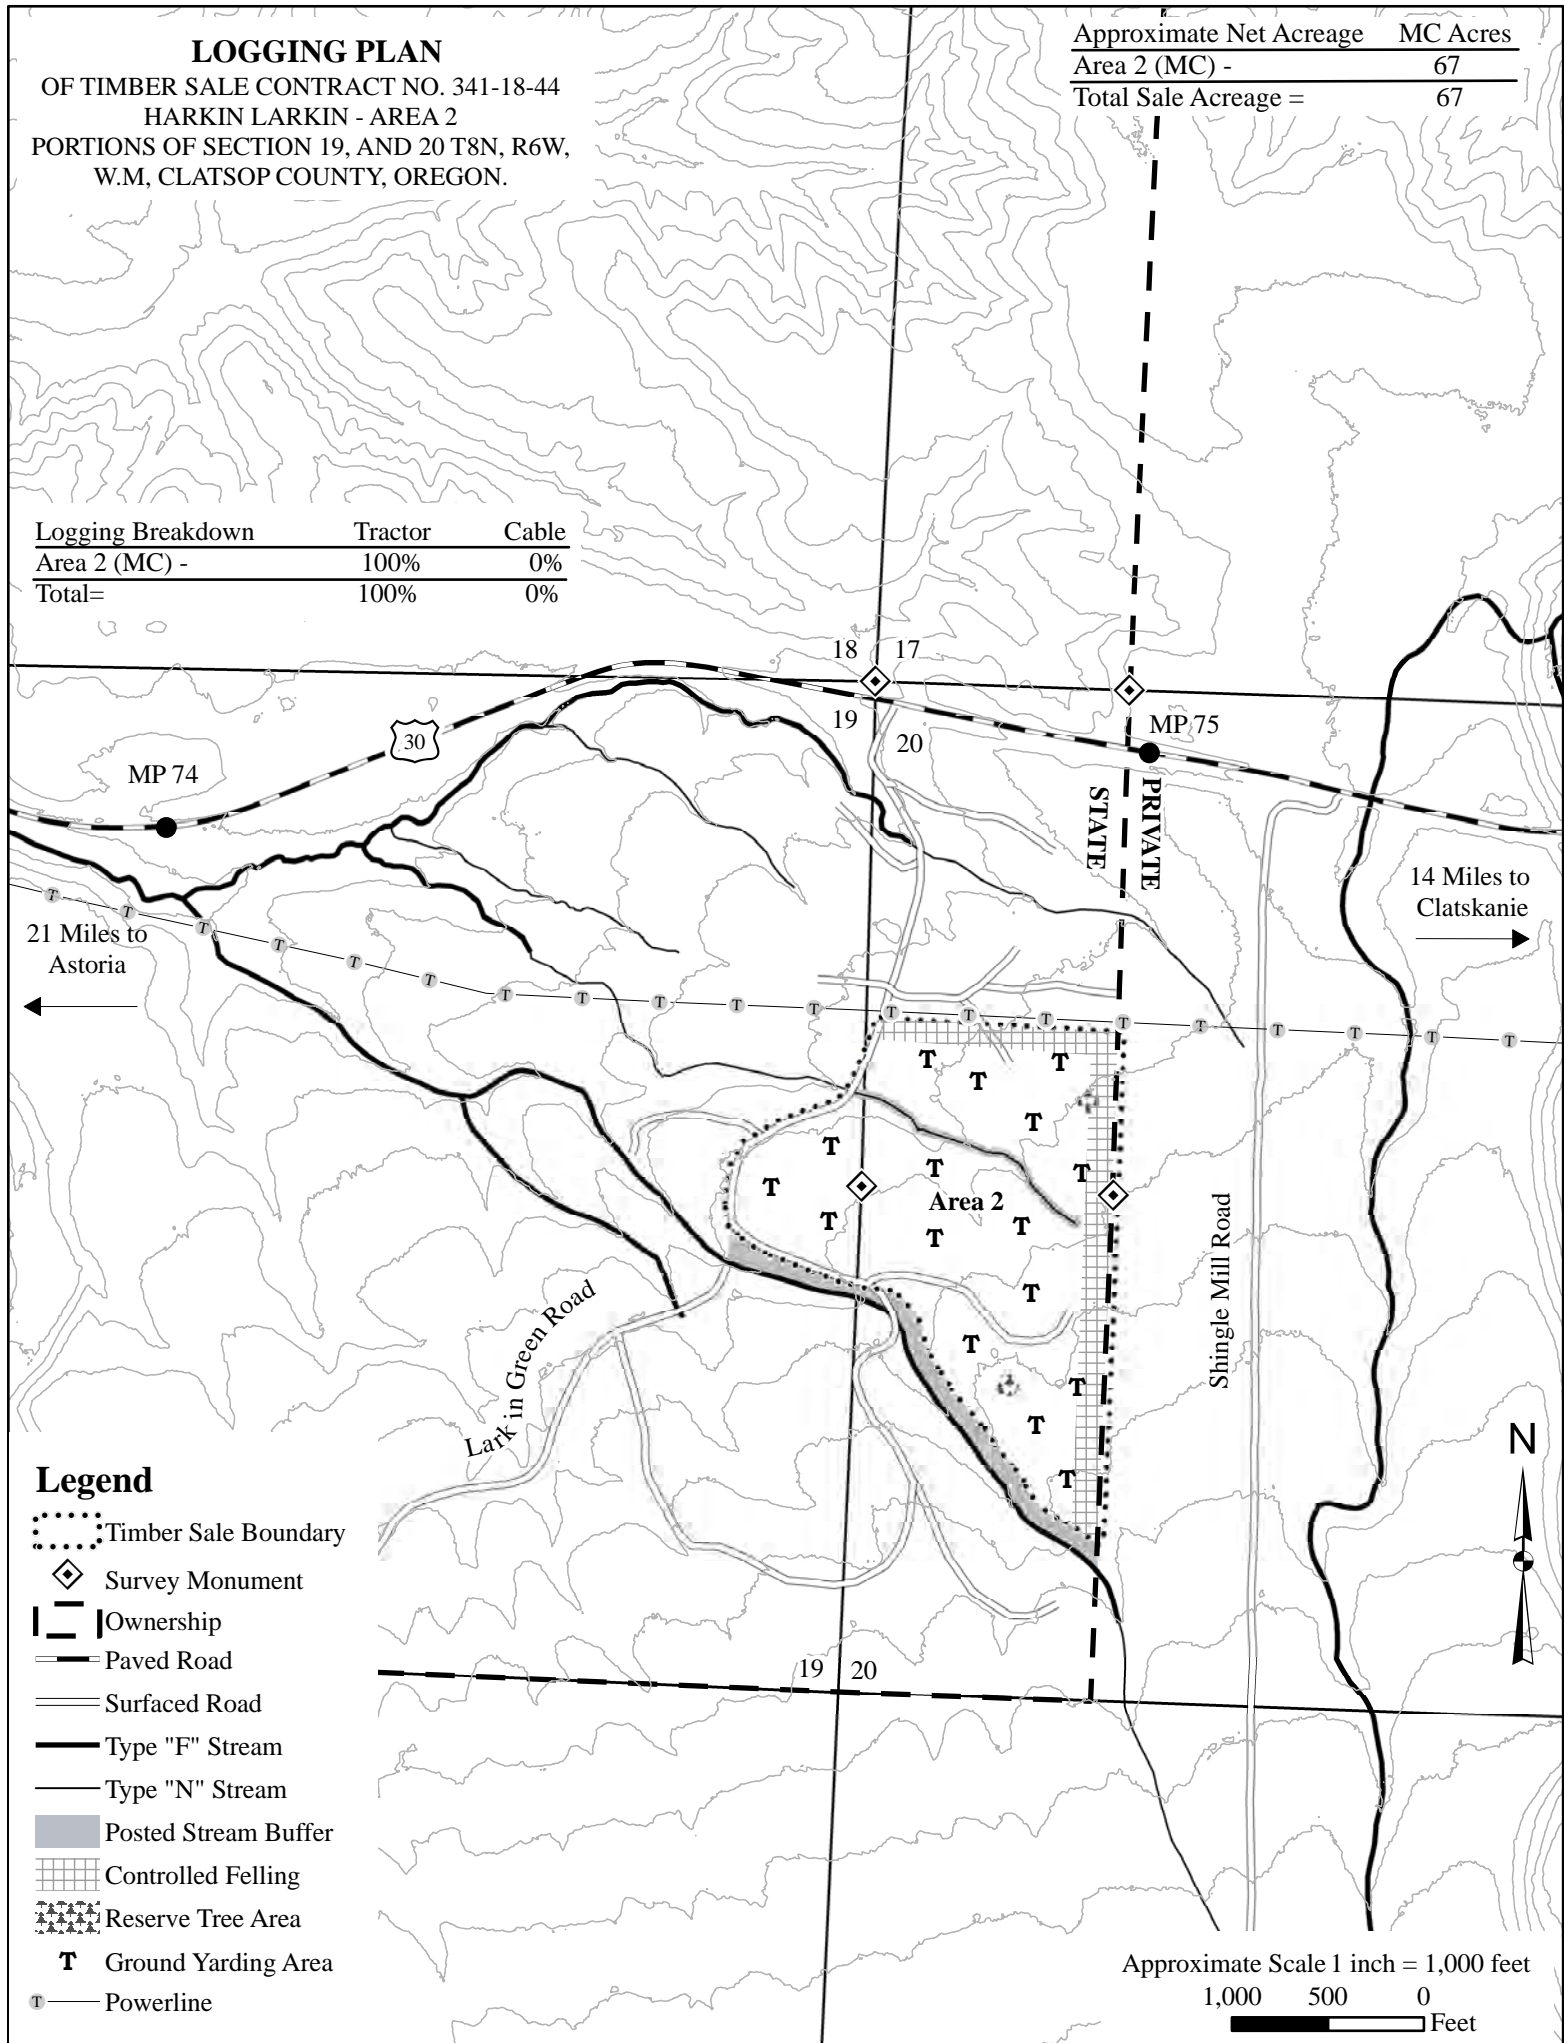 LOGGING PLAN
OF TIMBER SALE CONTRACT NO. 341-18-44
HARKIN LARKIN - AREA 2
PORTIONS OF SECTION 19, AND 20 T8N, R6W,
W.M, CLATSOP COUNTY, OREGON.
Approximate Net Acreage MC Acres
Area 2 (MC) - 67
Total Sale Acreage = 67
Logging Breakdown Tractor Cable
Area 2 (MC) - 100% 0%
Total= 100% 0%
18 17
19
20
30
MP 75
MP 74
STATE
PRIVATE
14 Miles to
Clatskanie
21 Miles to
Astoria
T T T T T T T T T T T T T T T T T T T T
T T T
T
T
T T
T
Area 2
T T
T
T
T
T
T
T
Shingle Mill Road
Lark in Green Road
N
19 20
Legend
Timber Sale Boundary
Survey Monument
Ownership
Paved Road
Surfaced Road
Type "F" Stream
Type "N" Stream
Posted Stream Buffer
Controlled Felling
Reserve Tree Area
T Ground Yarding Area
T Powerline
Approximate Scale 1 inch = 1,000 feet
1,000 500 0
Feet